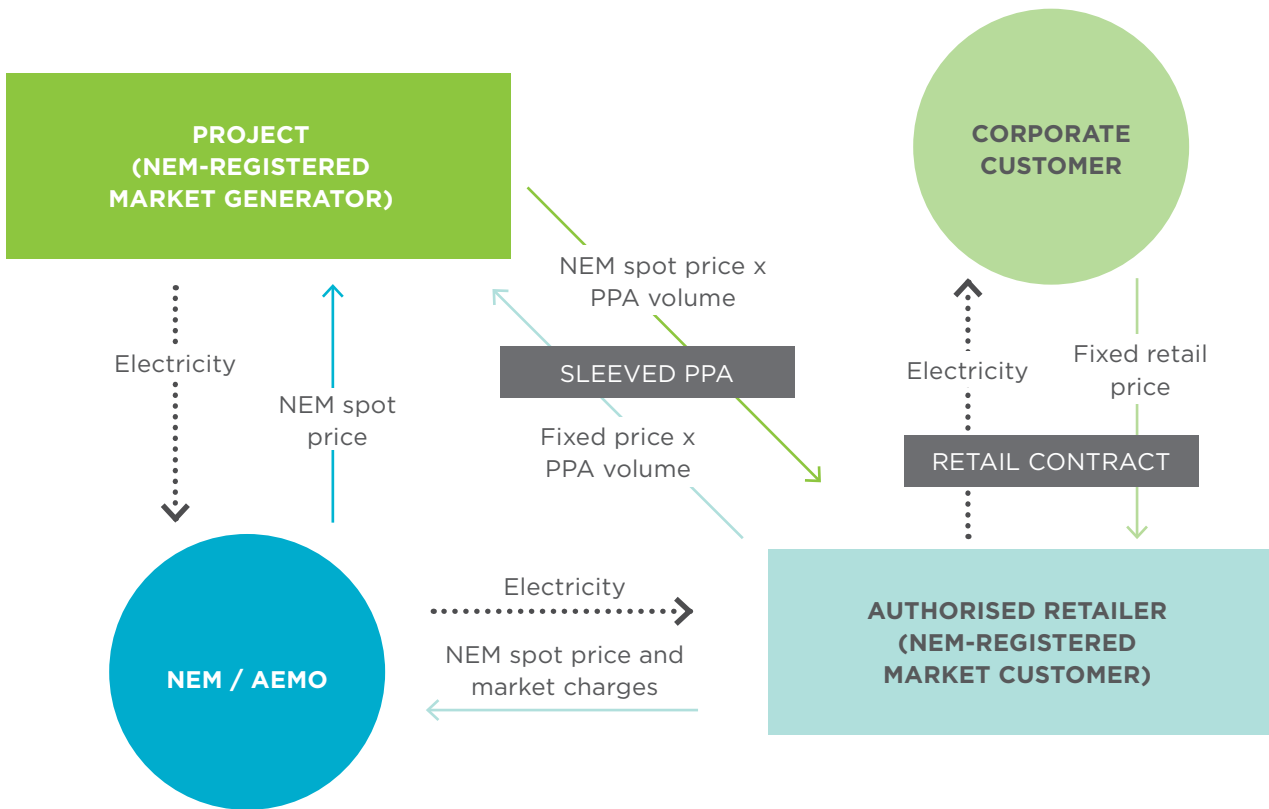 PROJECT
(NEM-REGISTERED
MARKET GENERATOR)
CORPORATE
CUSTOMER
NEM spot price x
PPA volume
Electricity
NEM spot
price
SLEEVED PPA
Fixed price x
PPA volume
Electricity
Fixed retail
price
RETAIL CONTRACT
NEM / AEMO
Electricity
NEM spot price and
market charges
AUTHORISED RETAILER
(NEM-REGISTERED
MARKET CUSTOMER)